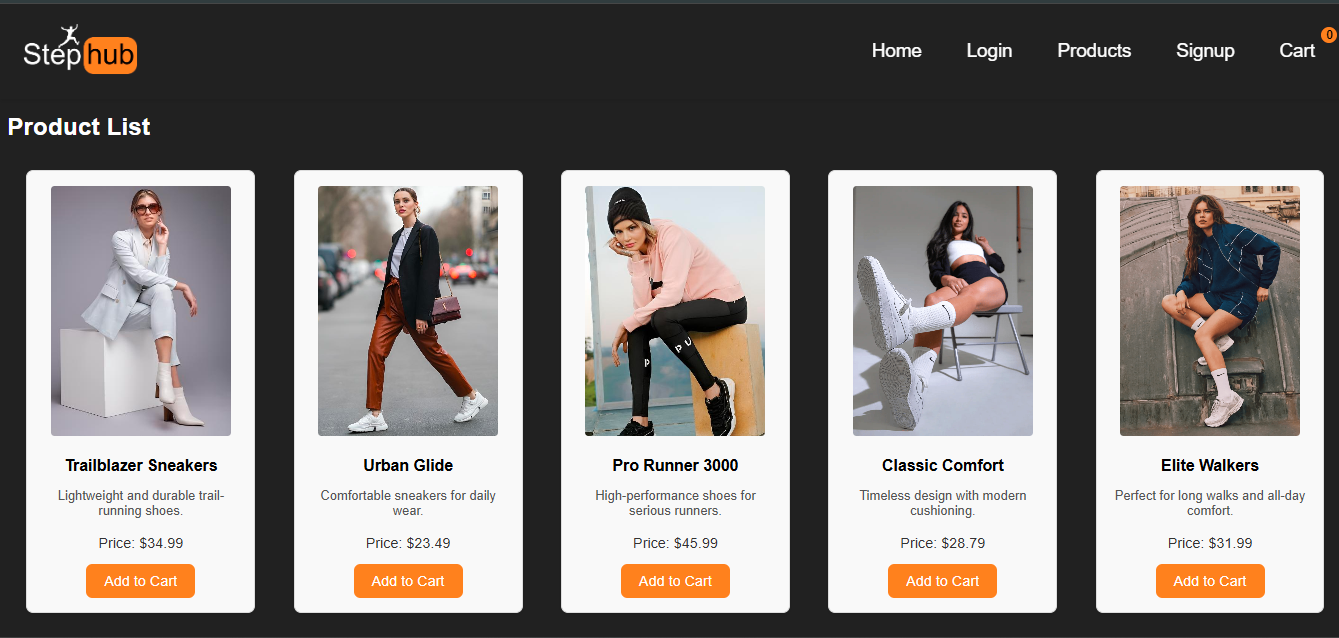 Step hub
Home
Login
Products
Signup
Cart
0
Product List
P
PU
Trailblazer Sneakers
Lightweight and durable trail-
running shoes.
Price: $34.99
Add to Cart
Urban Glide
Comfortable sneakers for daily
wear.
Price: $23.49
Add to Cart
Pro Runner 3000
High-performance shoes for
serious runners.
Price: $45.99
Add to Cart
Classic Comfort
Timeless design with modern
cushioning.
Price: $28.79
Add to Cart
Elite Walkers
Perfect for long walks and all-day
comfort.
Price: $31.99
Add to Cart